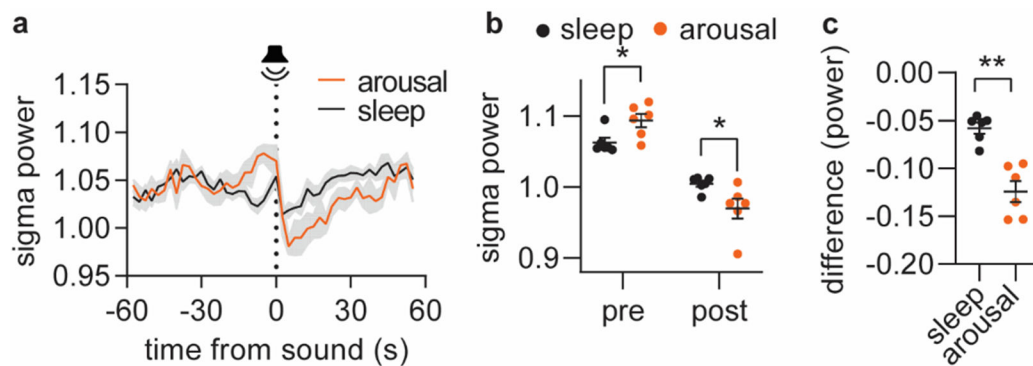 a
arousal
sleep
1.15
1.10
1.05
1.00
0.95
sigma power
-60 -30 0 30 60
time from sound (s)
b
sleep arousal
* *
1.1
1.0
0.9
sigma power
pre post
c
**
0.00
-0.05
-0.10
-0.15
-0.20
difference (power)
sleep
arousal